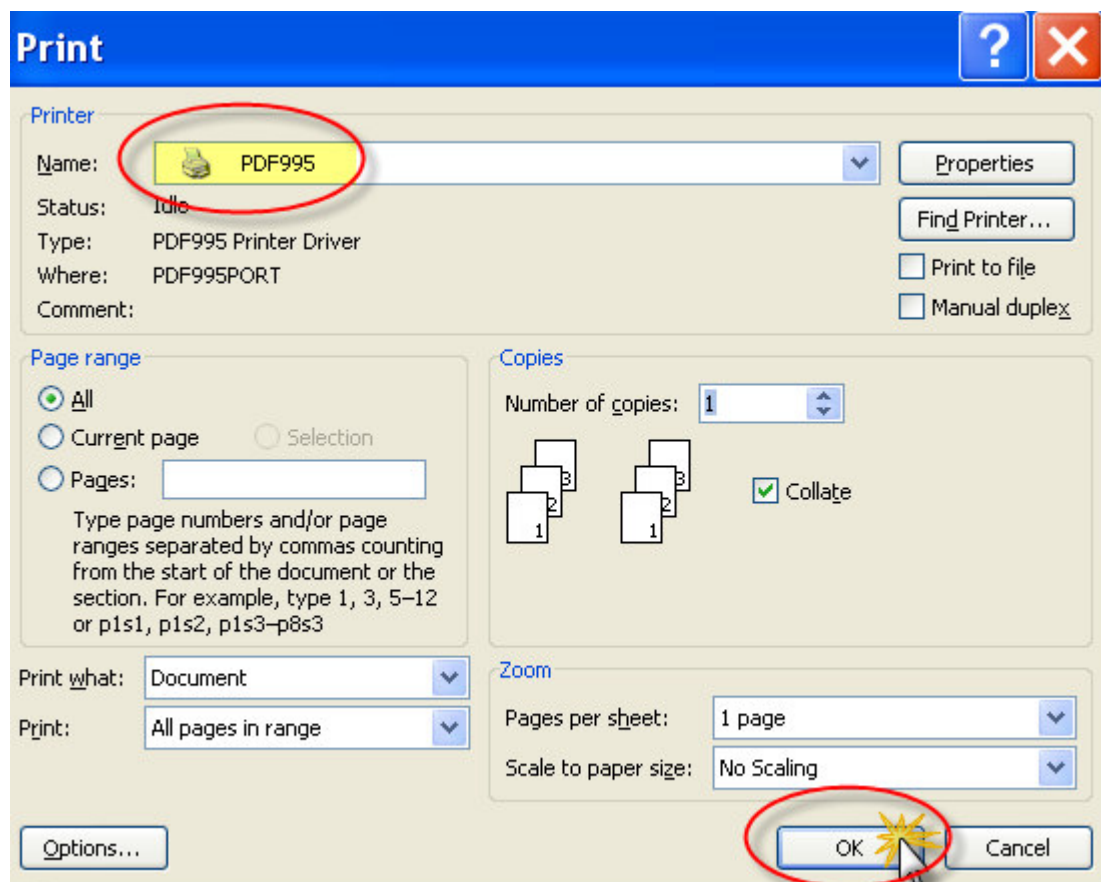 Print
Printer
Name: PDF995
Properties
Status: Idle
Find Printer...
Type: PDF995 Printer Driver
Where: PDF995PORT
Print to file
Comment:
Manual duplex
Page range
All
Current page Selection
Pages:
Type page numbers and/or page
ranges separated by commas counting
from the start of the document or the
section. For example, type 1, 3, 5–12
or p1s1, p1s2, p1s3–p8s3
Copies
Number of copies: 1
3 3
2 2
1 1
Collate
Print what: Document
Print: All pages in range
Zoom
Pages per sheet: 1 page
Scale to paper size: No Scaling
Options...
OK
Cancel